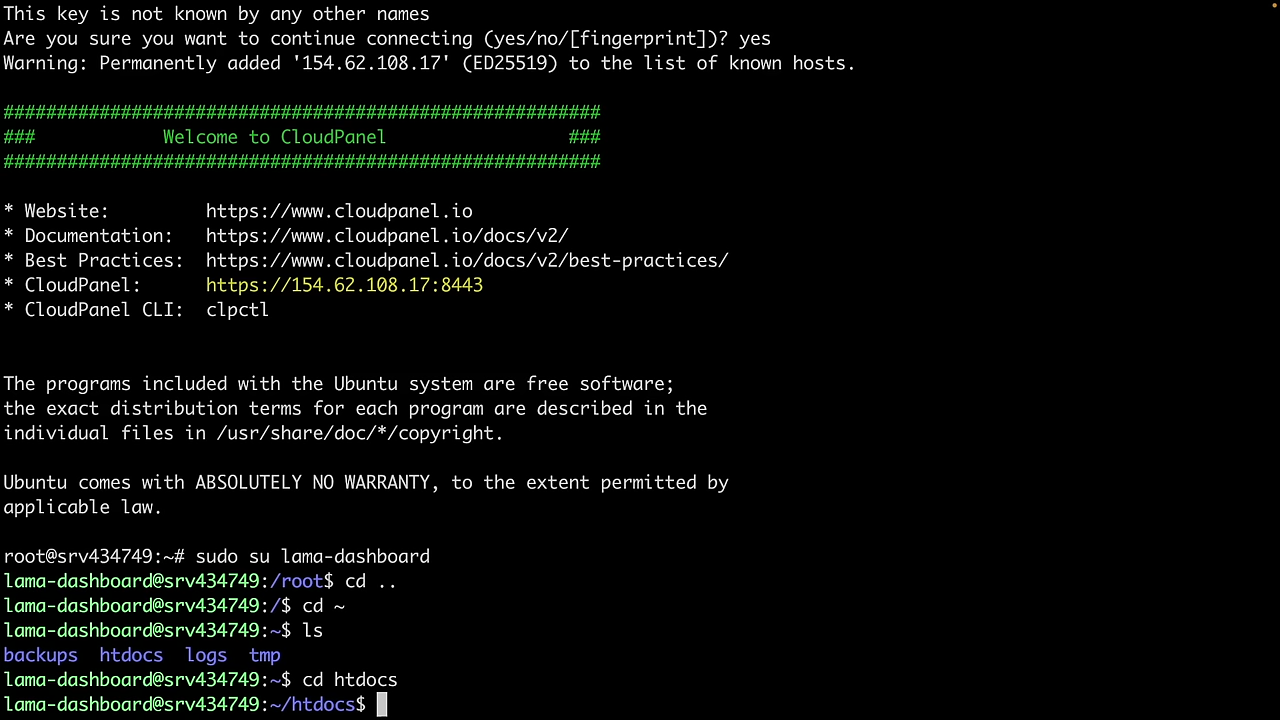 This key is not known by any other names
Are you sure you want to continue connecting (yes/no/[fingerprint])? yes
Warning: Permanently added '154.62.108.17' (ED25519) to the list of known hosts.
########################################################
###            Welcome to CloudPanel                 ###
########################################################
* Website:         https://www.cloudpanel.io
* Documentation:   https://www.cloudpanel.io/docs/v2/
* Best Practices:  https://www.cloudpanel.io/docs/v2/best-practices/
* CloudPanel:      https://154.62.108.17:8443
* CloudPanel CLI:  clpctl
The programs included with the Ubuntu system are free software;
the exact distribution terms for each program are described in the
individual files in /usr/share/doc/*/copyright.
Ubuntu comes with ABSOLUTELY NO WARRANTY, to the extent permitted by
applicable law.
root@srv434749:~# sudo su lama-dashboard
lama-dashboard@srv434749:/root$ cd ..
lama-dashboard@srv434749:/$ cd ~
lama-dashboard@srv434749:~$ ls
backups  htdocs  logs  tmp
lama-dashboard@srv434749:~$ cd htdocs
lama-dashboard@srv434749:~/htdocs$